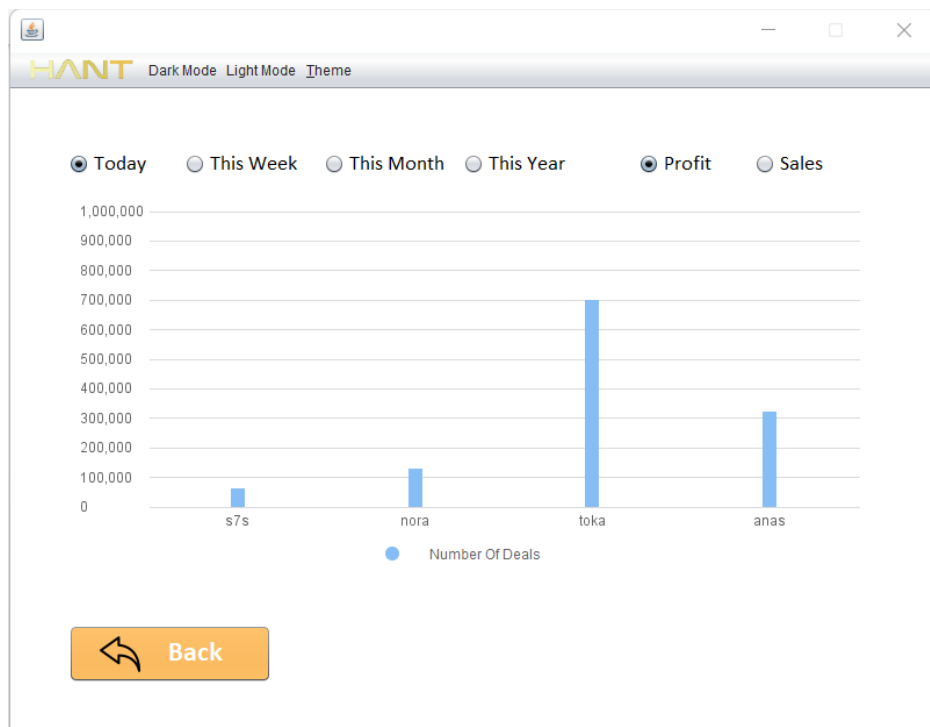 HANT Dark Mode Light Mode Theme
Today This Week This Month This Year Profit Sales
1,000,000
900,000
800,000
700,000
600,000
500,000
400,000
300,000
200,000
100,000
0
s7s nora toka anas
Number Of Deals
Back